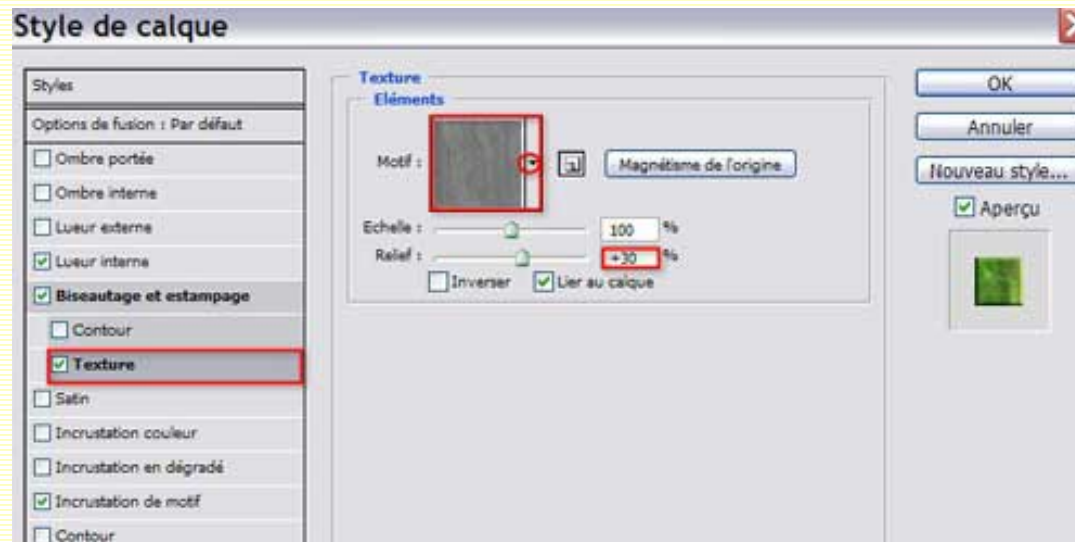 Style de calque
Styles
Options de fusion : Par défaut
Ombre portée
Ombre interne
Lueur externe
Lueur interne
Biseautage et estampage
Contour
Texture
Satin
Incrustation couleur
Incrustation en dégradé
Incrustation de motif
Contour
Texture
Eléments
Motif :
Magnétisme de l'origine
Echelle : 100 %
Relief : +30 %
Inverser Lier au calque
OK
Annuler
Nouveau style...
Aperçu